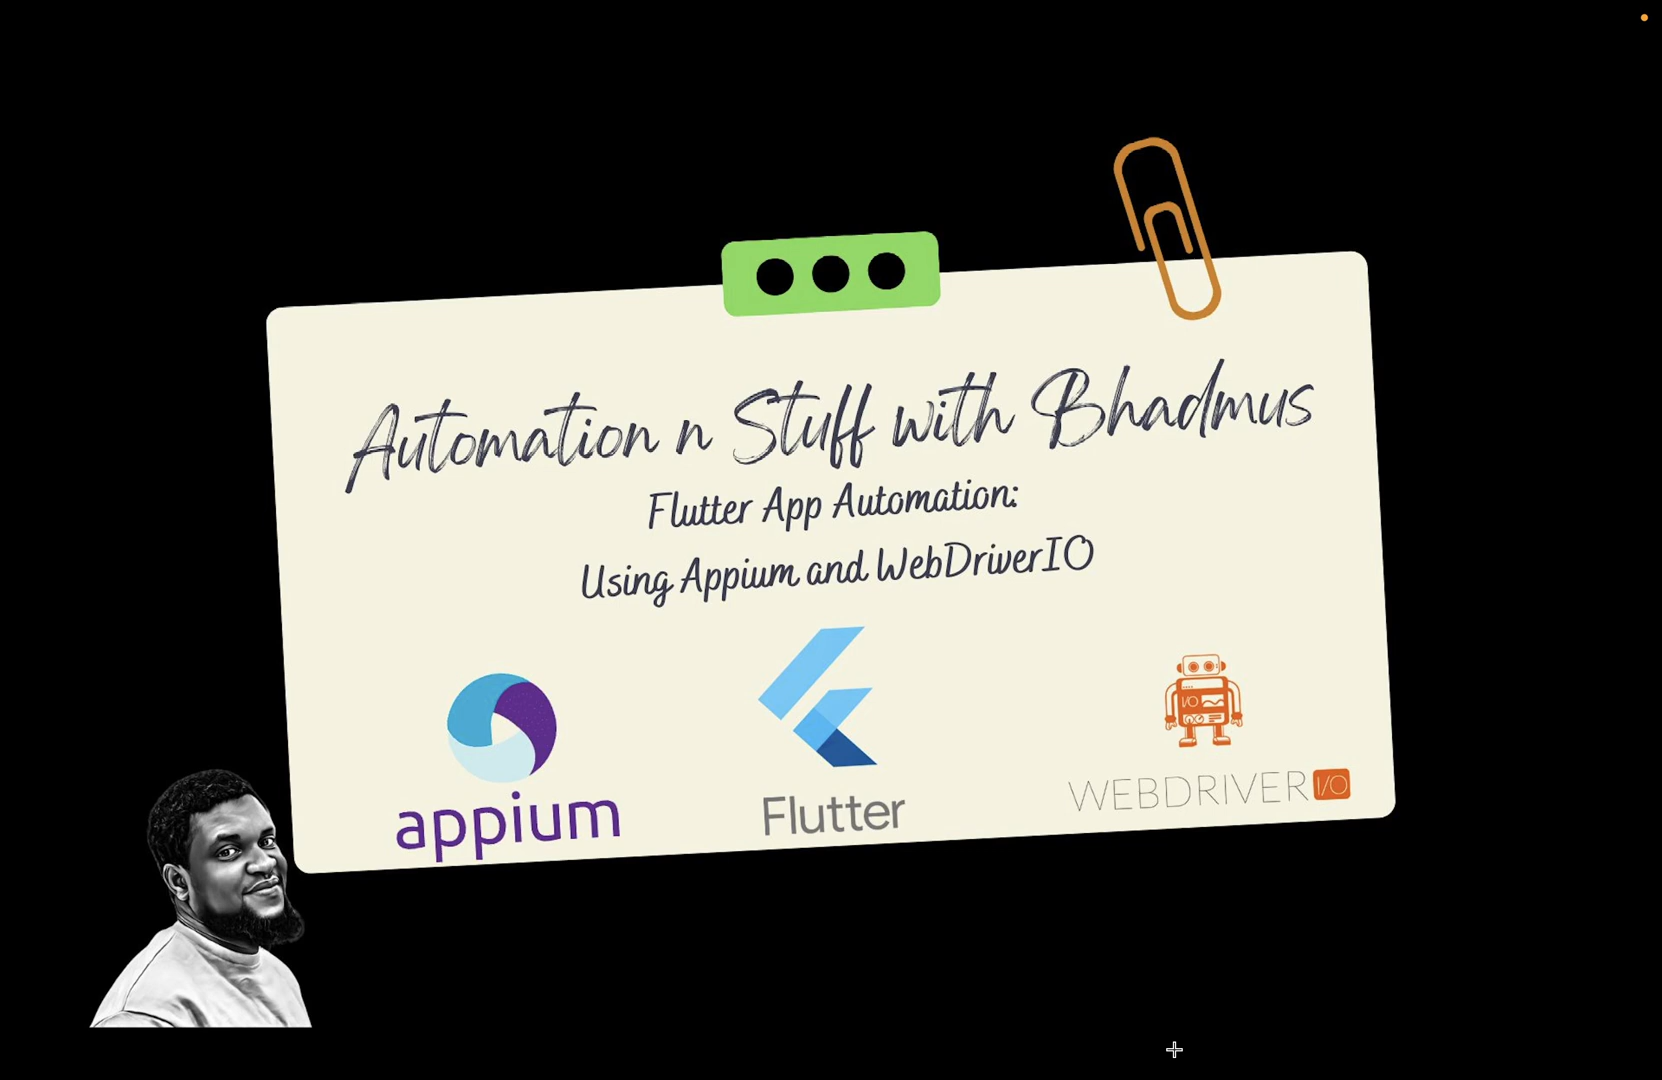 Automation n Stuff with Bhadmus
Flutter App Automation:
Using Appium and WebDriverIO
I/O
appium
Flutter
WEBDRIVER I/O